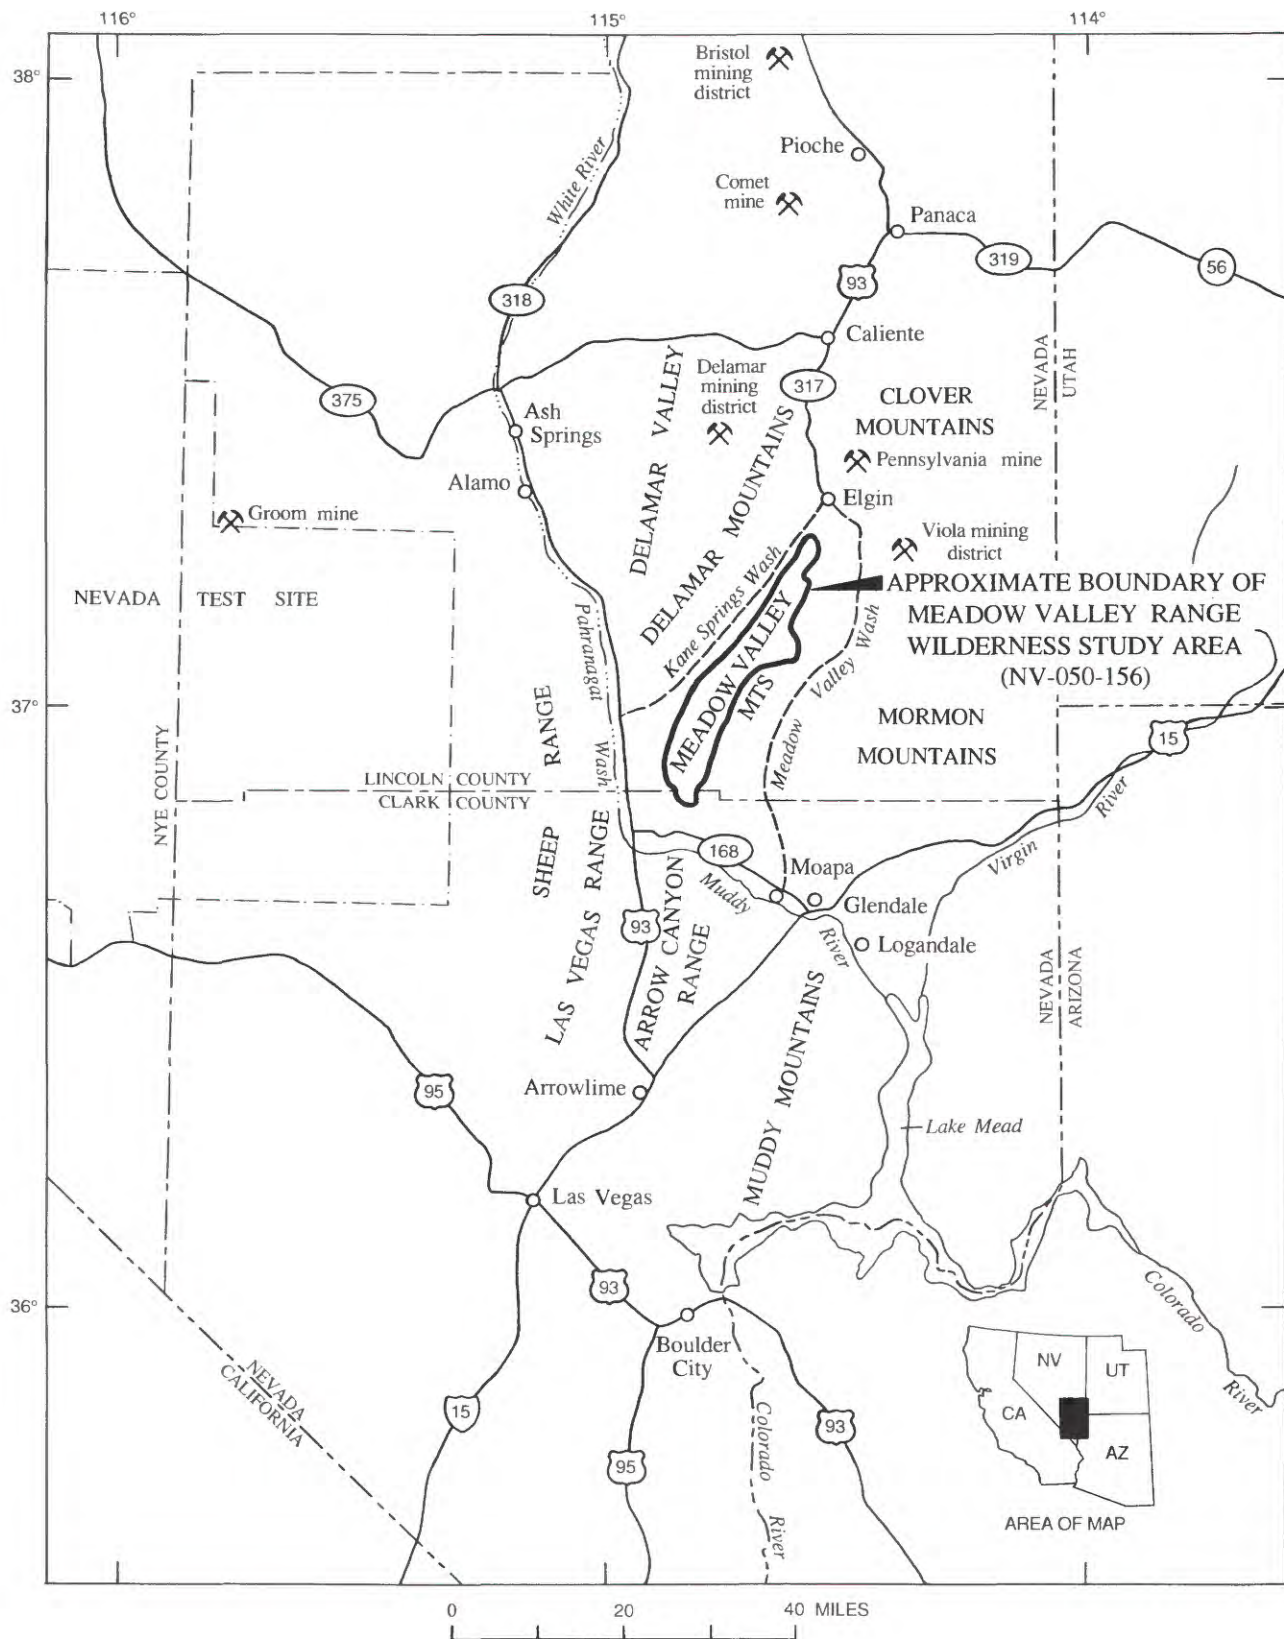 116°
115°
114°
38°
Bristol
mining
district
Pioche
White River
Comet
mine
Panaca
319
56
93
318
Caliente
NEVADA
UTAH
DELAMAR VALLEY
Delamar
mining
district
317
375
CLOVER
MOUNTAINS
Ash
Springs
DELAMAR MOUNTAINS
Pennsylvania mine
Alamo
Elgin
Groom mine
Viola mining
district
Kane Springs Wash
NEVADA TEST SITE
APPROXIMATE BOUNDARY OF
MEADOW VALLEY RANGE
WILDERNESS STUDY AREA
(NV-050-156)
Pahranagat Wash
MEADOW VALLEY
MTS
Meadow Valley Wash
37°
MORMON
MOUNTAINS
15
SHEEP RANGE
LINCOLN COUNTY
CLARK COUNTY
NYE COUNTY
LAS VEGAS RANGE
168
Virgin River
Moapa
Muddy River
Glendale
93
ARROW CANYON
RANGE
Logandale
NEVADA
ARIZONA
MUDDY MOUNTAINS
95
Arrowlime
Lake Mead
Las Vegas
93
36°
Boulder
City
Colorado River
NEVADA
CALIFORNIA
15
95
Colorado River
93
NV
UT
CA
AZ
AREA OF MAP
0 20 40 MILES